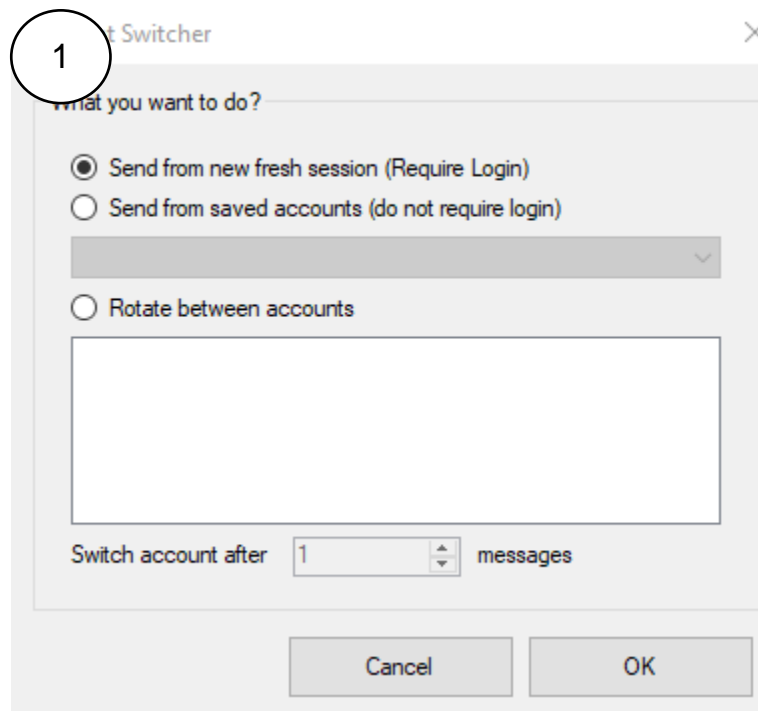 1
t Switcher
What you want to do?
Send from new fresh session (Require Login)
Send from saved accounts (do not require login)
Rotate between accounts
Switch account after 1 messages
Cancel OK